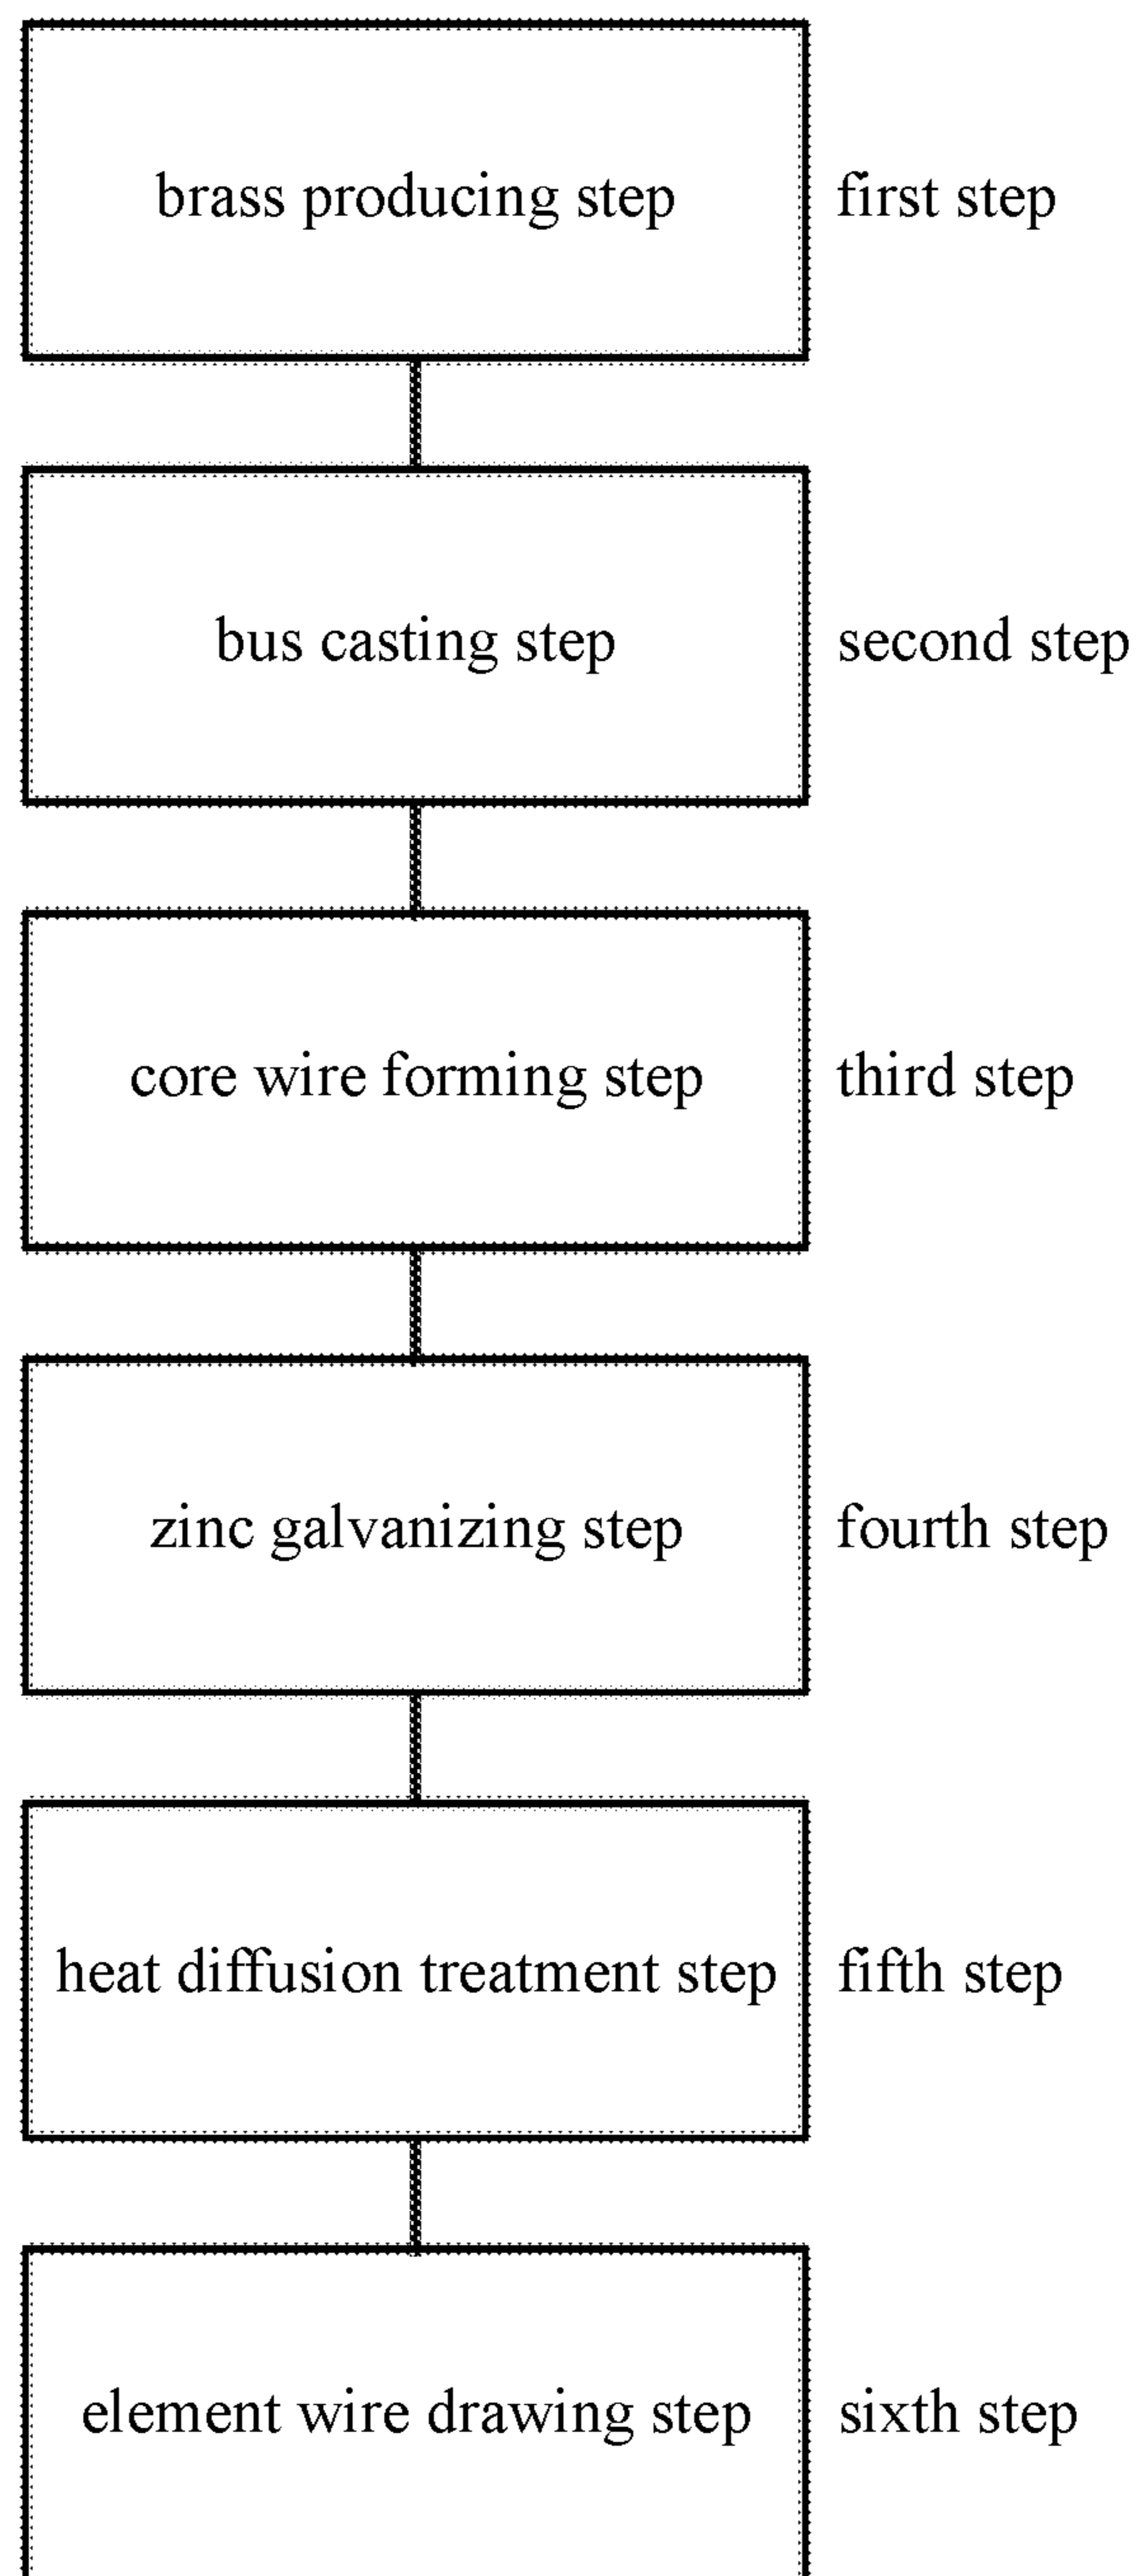 brass producing step first step
bus casting step second step
core wire forming step third step
zinc galvanizing step fourth step
heat diffusion treatment step fifth step
element wire drawing step sixth step